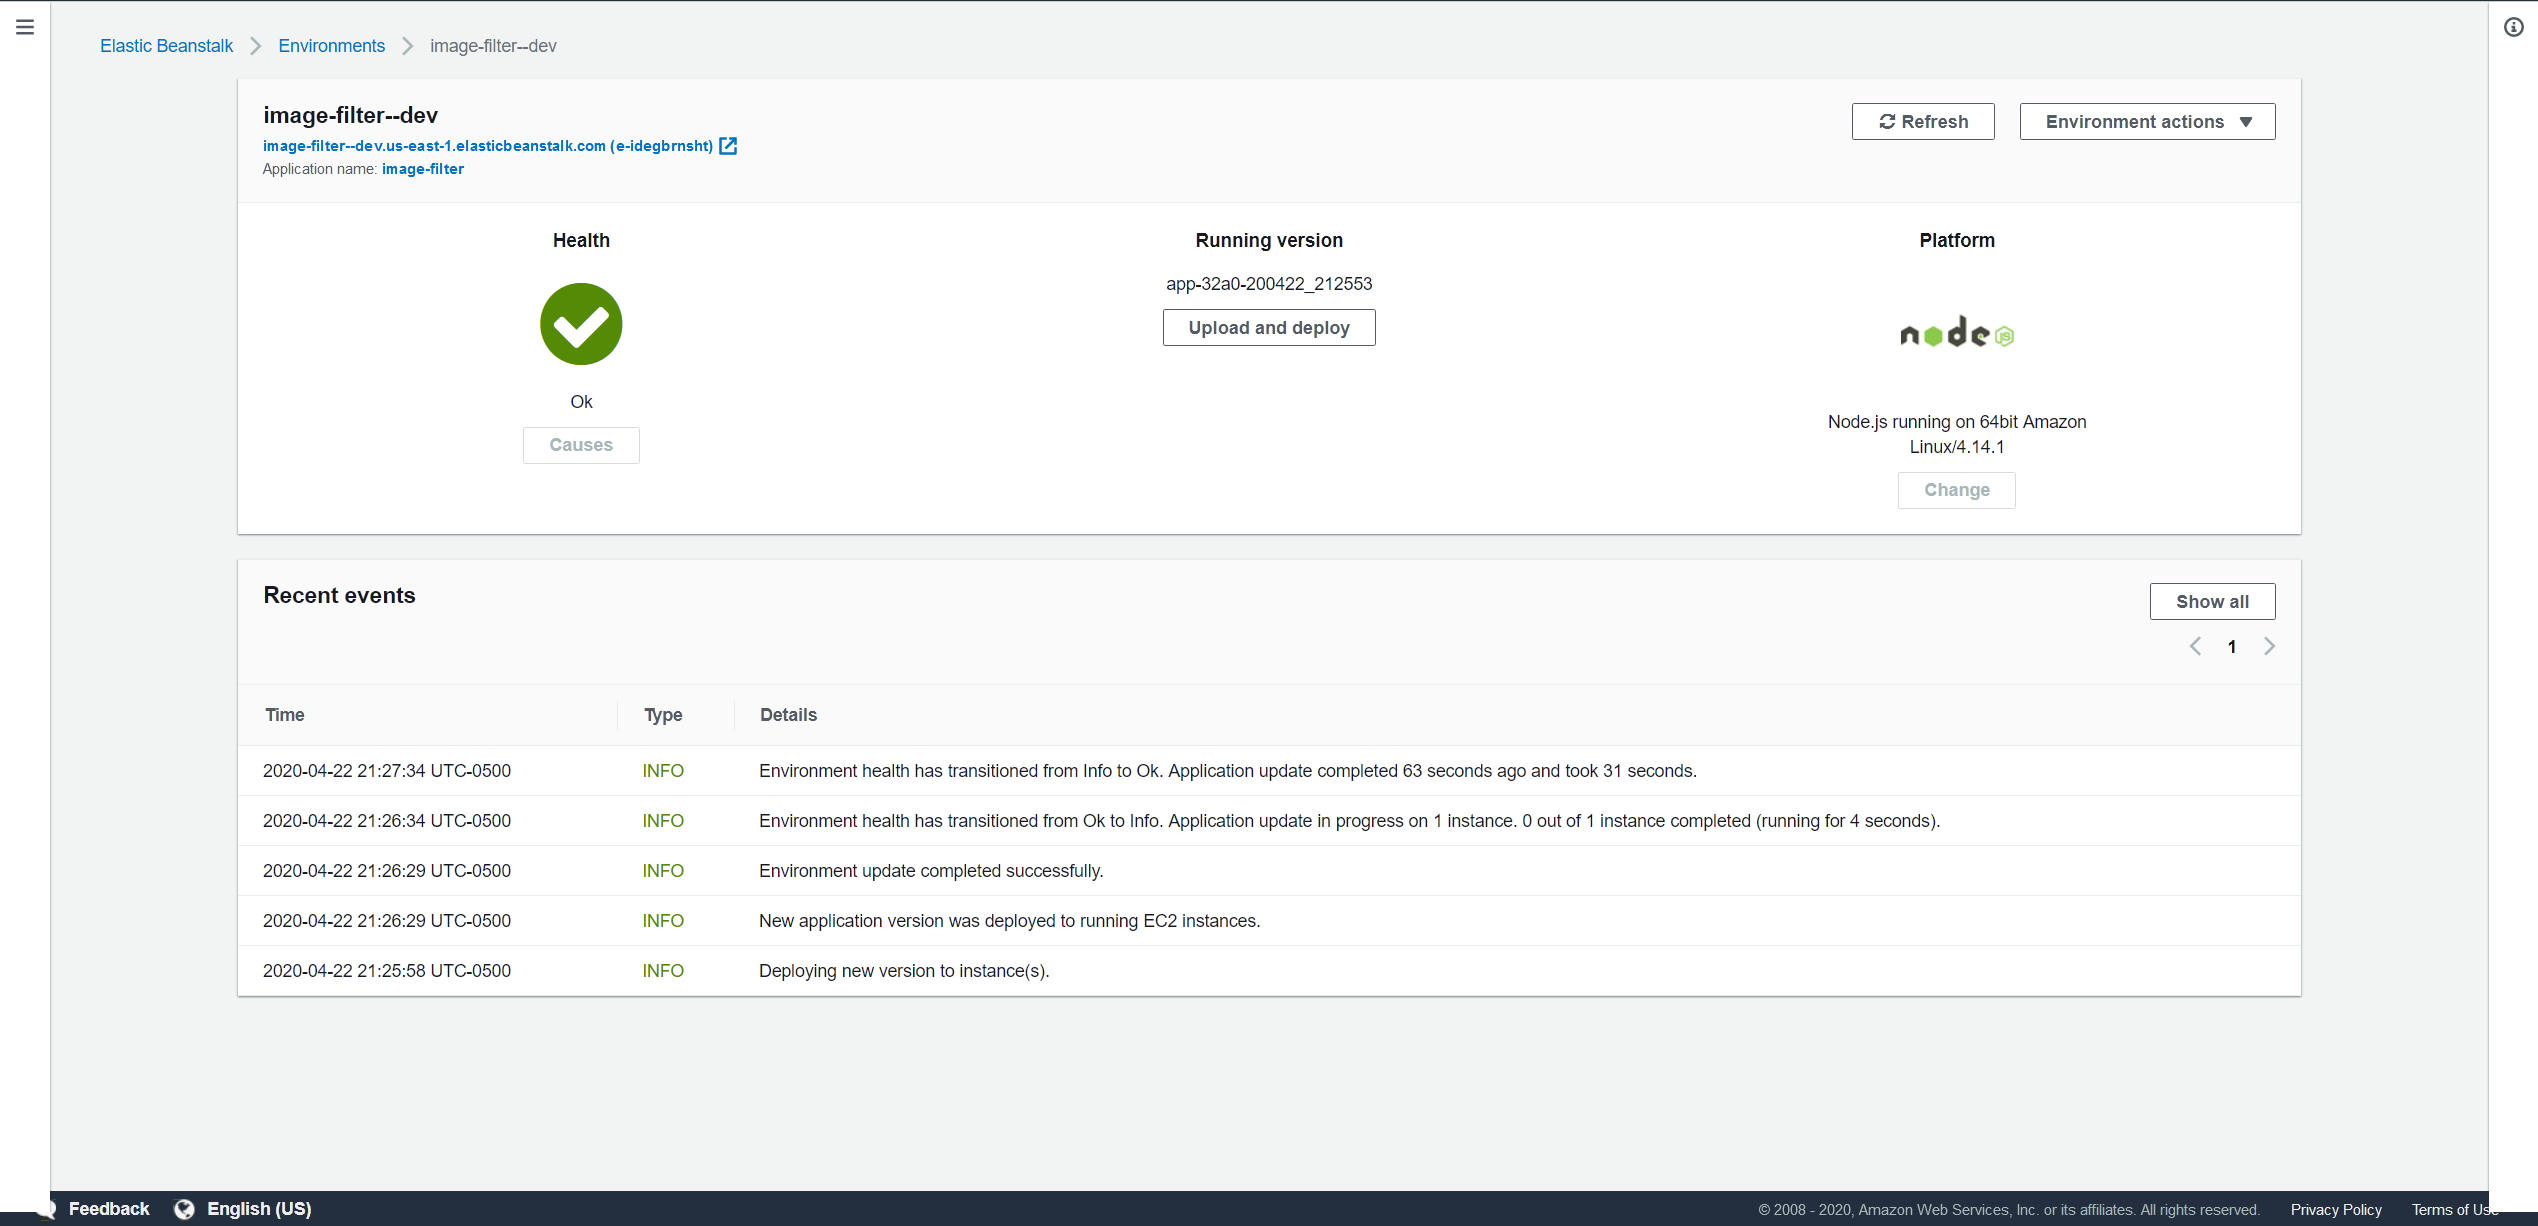 Elastic Beanstalk > Environments > image-filter--dev
image-filter--dev
image-filter--dev.us-east-1.elasticbeanstalk.com (e-idegbrnsht)
Application name: image-filter
Refresh
Environment actions
Health
Ok
Causes
Running version
app-32a0-200422_212553
Upload and deploy
Platform
node JS
Node.js running on 64bit Amazon
Linux/4.14.1
Change
Recent events
Show all
1
Time Type Details
2020-04-22 21:27:34 UTC-0500 INFO Environment health has transitioned from Info to Ok. Application update completed 63 seconds ago and took 31 seconds.
2020-04-22 21:26:34 UTC-0500 INFO Environment health has transitioned from Ok to Info. Application update in progress on 1 instance. 0 out of 1 instance completed (running for 4 seconds).
2020-04-22 21:26:29 UTC-0500 INFO Environment update completed successfully.
2020-04-22 21:26:29 UTC-0500 INFO New application version was deployed to running EC2 instances.
2020-04-22 21:25:58 UTC-0500 INFO Deploying new version to instance(s).
Feedback English (US) © 2008 - 2020, Amazon Web Services, Inc. or its affiliates. All rights reserved. Privacy Policy Terms of Use